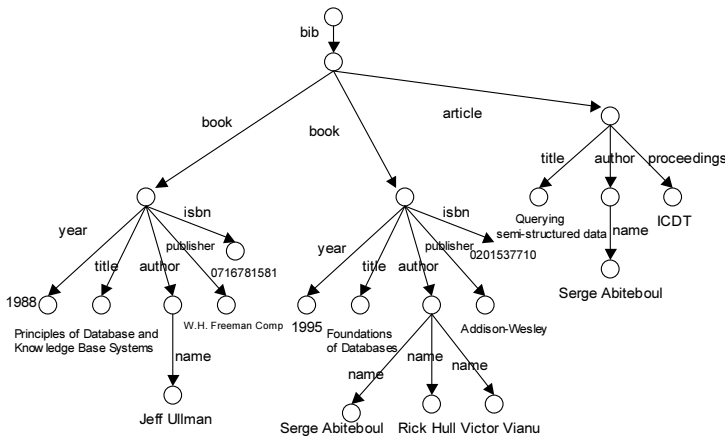 bib
book
book
article
title
author
proceedings
Querying
semi-structured data
name
ICDT
Serge Abiteboul
year
title
author
publisher
isbn
0716781581
1988
Principles of Database and
Knowledge Base Systems
W.H. Freeman Comp
name
Jeff Ullman
year
title
author
publisher
isbn
0201537710
1995
Foundations
of Databases
Addison-Wesley
name
name
name
Serge Abiteboul
Rick Hull
Victor Vianu